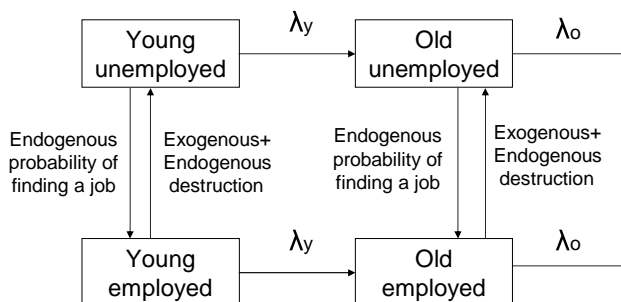 Young
unemployed
λy
Old
unemployed
λo
Endogenous
probability of
finding a job
Exogenous+
Endogenous
destruction
Endogenous
probability of
finding a job
Exogenous+
Endogenous
destruction
Young
employed
λy
Old
employed
λo